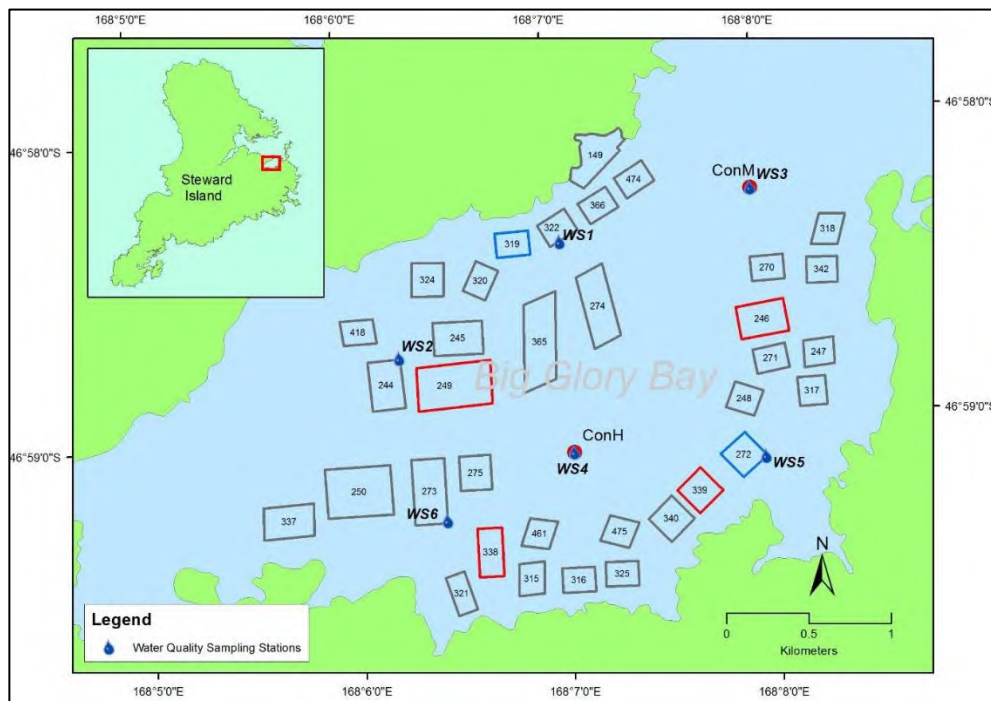 168°5'0"E
168°6'0"E
168°7'0"E
168°8'0"E
46°58'0"S
46°58'0"S
Steward
Island
149
474
ConM
WS3
366
322
WS1
318
319
324
320
270
342
274
246
418
245
365
WS2
271
247
249
Big Glory Bay
244
317
248
46°59'0"S
ConH
46°59'0"S
WS4
272
WS5
275
250
273
339
WS6
337
340
461
475
N
338
315
316
325
321
Legend
Water Quality Sampling Stations
0
0.5
1
Kilometers
168°5'0"E
168°6'0"E
168°7'0"E
168°8'0"E